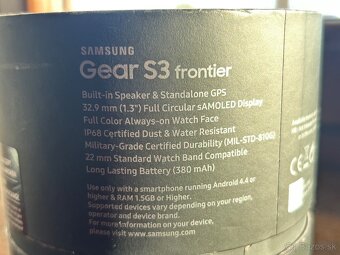 SAMSUNG
Gear S3 frontier
Built-in Speaker & Standalone GPS
32.9 mm (1.3") Full Circular sAMOLED Display
Full Color Always-on Watch Face
IP68 Certified Dust & Water Resistant
Military-Grade Certified Durability (MIL-STD-810G)
22 mm Standard Watch Band Compatible
Long Lasting Battery (380 mAh)
Use only with a smartphone running Android 4.4 or
higher & RAM 1.5GB or Higher.
Supported devices may vary depending on your region,
operator and device brand.
For more information on your device, visit
www.samsung.com
bazos.sk